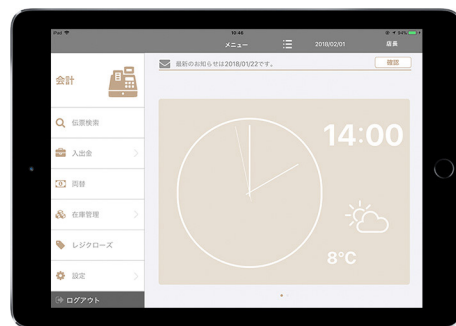 iPad 10:48 84%
メニュー 2018/02/01 店長
会計
最新のお知らせは2018/01/22です。 確認
伝票検索
入出金
両替
在庫管理
レジクローズ
設定
ログアウト
14:00
8°C